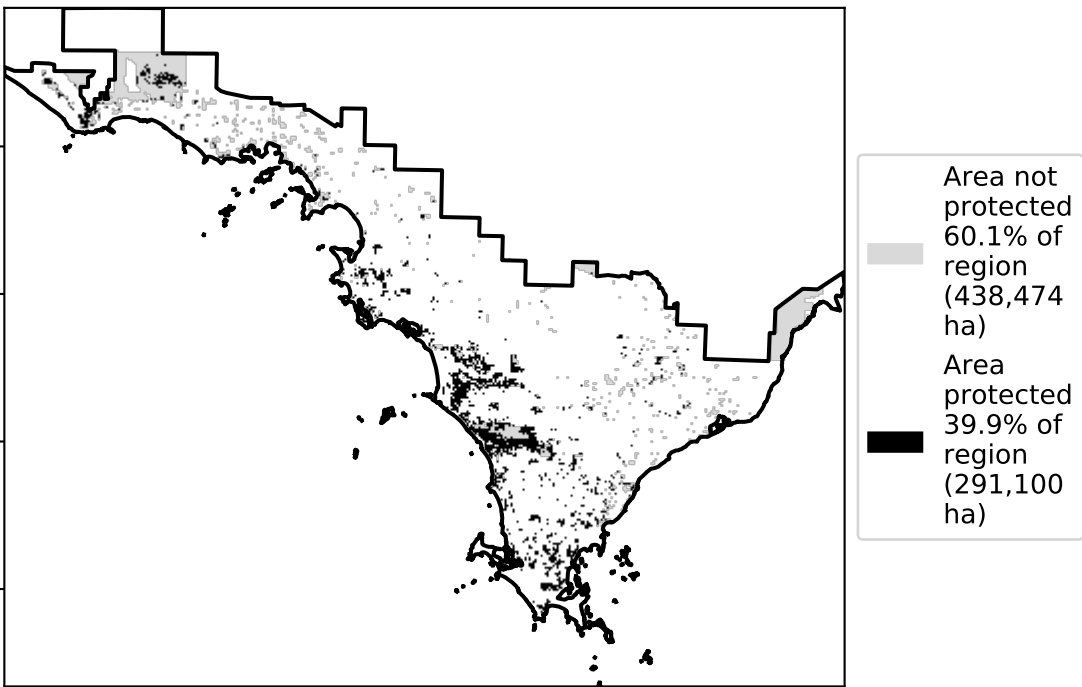 Area not
protected
60.1% of
region
(438,474
ha)
Area
protected
39.9% of
region
(291,100
ha)